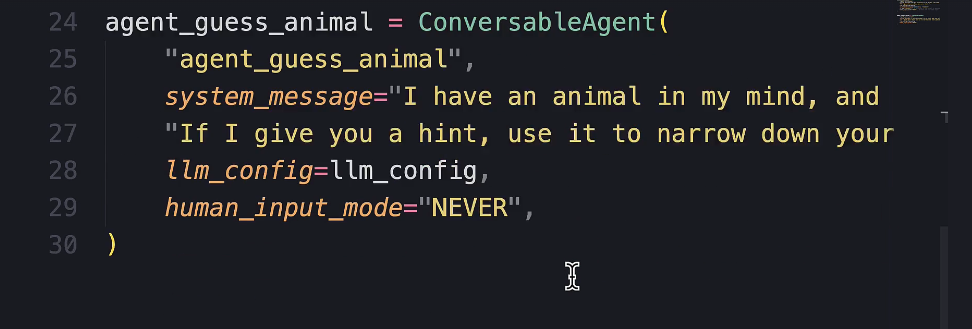 24 agent_guess_animal = ConversableAgent(
25 "agent_guess_animal",
26 system_message="I have an animal in my mind, and
27 "If I give you a hint, use it to narrow down your
28 llm_config=llm_config,
29 human_input_mode="NEVER",
30 )